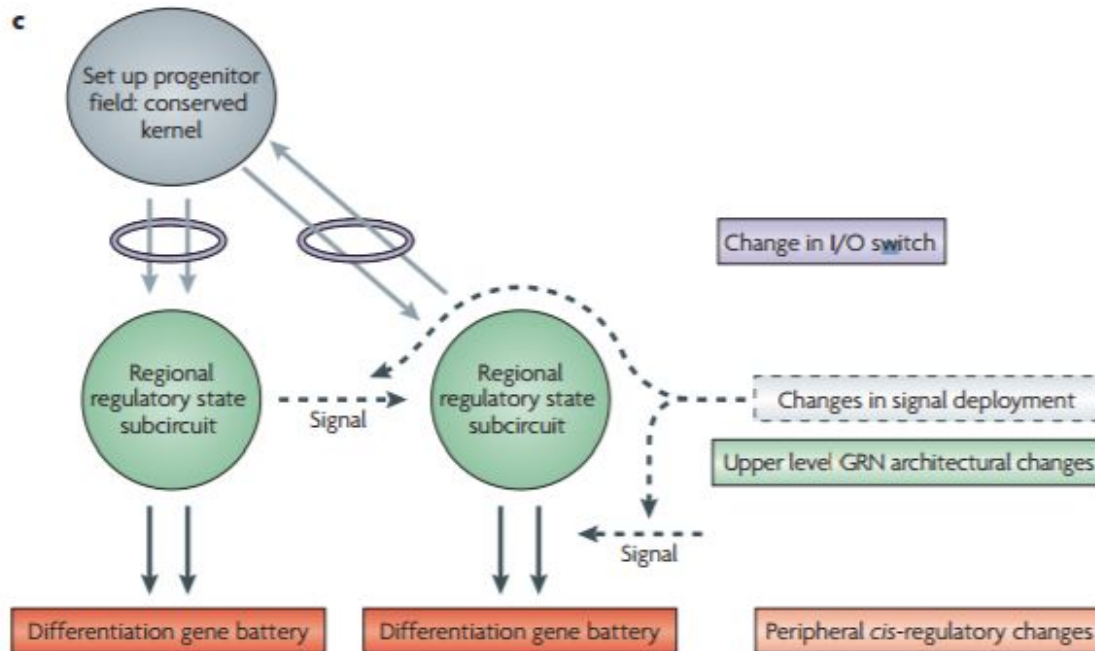 c
Set up progenitor
field: conserved
kernel
Change in I/O switch
Regional
regulatory state
subcircuit
Signal
Regional
regulatory state
subcircuit
Changes in signal deployment
Upper level GRN architectural changes
Signal
Differentiation gene battery
Differentiation gene battery
Peripheral cis-regulatory changes